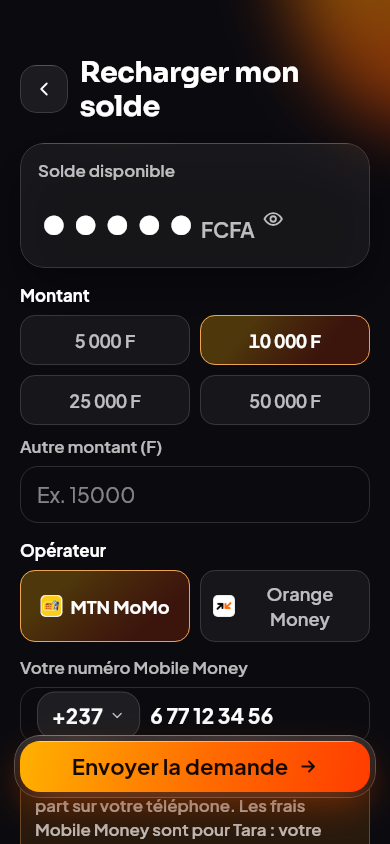 Recharger mon
solde
Solde disponible
●●●●● FCFA
Montant
5 000 F
10 000 F
25 000 F
50 000 F
Autre montant (F)
Ex. 15000
Opérateur
MTN MoMo
Orange
Money
Votre numéro Mobile Money
+237
6 77 12 34 56
Envoyer la demande →
part sur votre téléphone. Les frais
Mobile Money sont pour Tara : votre